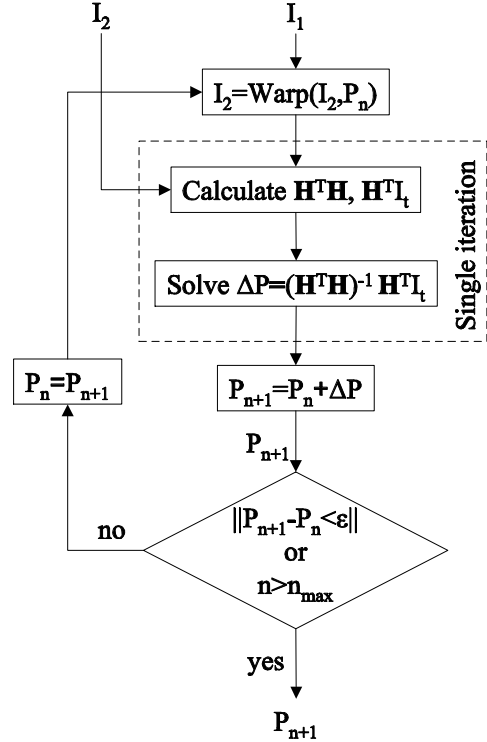 I₂
I₁
I₂=Warp(I₂,Pₙ)
Calculate HᵀH, HᵀIₜ
Solve ΔP=(HᵀH)⁻¹ HᵀIₜ
Single iteration
Pₙ=Pₙ₊₁
Pₙ₊₁=Pₙ+ΔP
Pₙ₊₁
||Pₙ₊₁-Pₙ<ε||
or
n>nₘₐₓ
no
yes
Pₙ₊₁